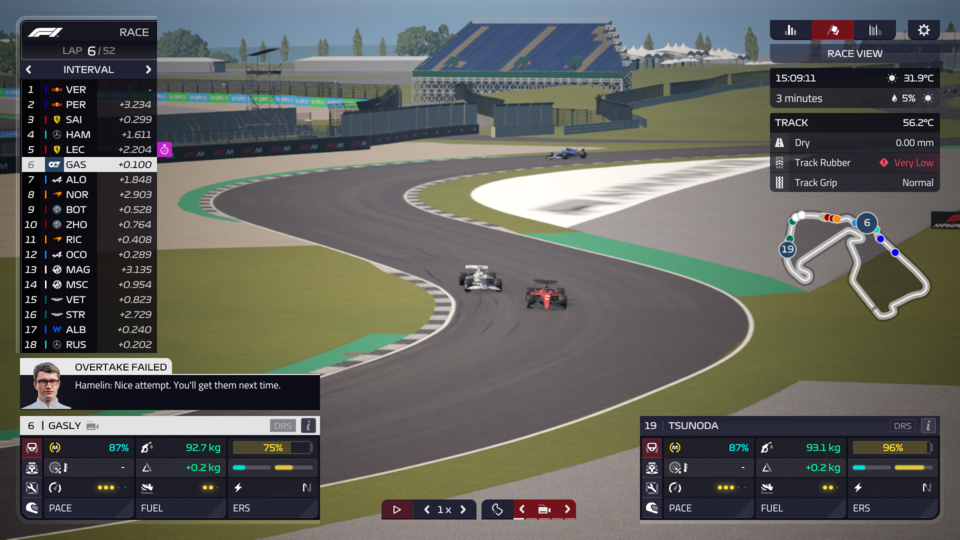 F1 RACE
LAP 6/52
INTERVAL
1 VER -
2 PER +3.234
3 SAI +0.299
4 HAM +1.611
5 LEC +2.204
6 GAS +0.100
7 ALO +1.848
8 NOR +2.903
9 BOT +0.528
10 ZHO +0.764
11 RIC +0.408
12 OCO +0.289
13 MAG +3.135
14 MSC +0.954
15 VET +0.823
16 STR +2.729
17 ALB +0.240
18 RUS +0.202
RACE VIEW
15:09:11 31.9°C
3 minutes 5%
TRACK 56.2°C
Dry 0.00 mm
Track Rubber Very Low
Track Grip Normal
6
19
OVERTAKE FAILED
Hamelin: Nice attempt. You'll get them next time.
6 GASLY DRS i
M 87% 92.7 kg 75%
- +0.2 kg
N
PACE FUEL ERS
1x
19 TSUNODA DRS i
M 87% 93.1 kg 96%
- +0.2 kg
N
PACE FUEL ERS